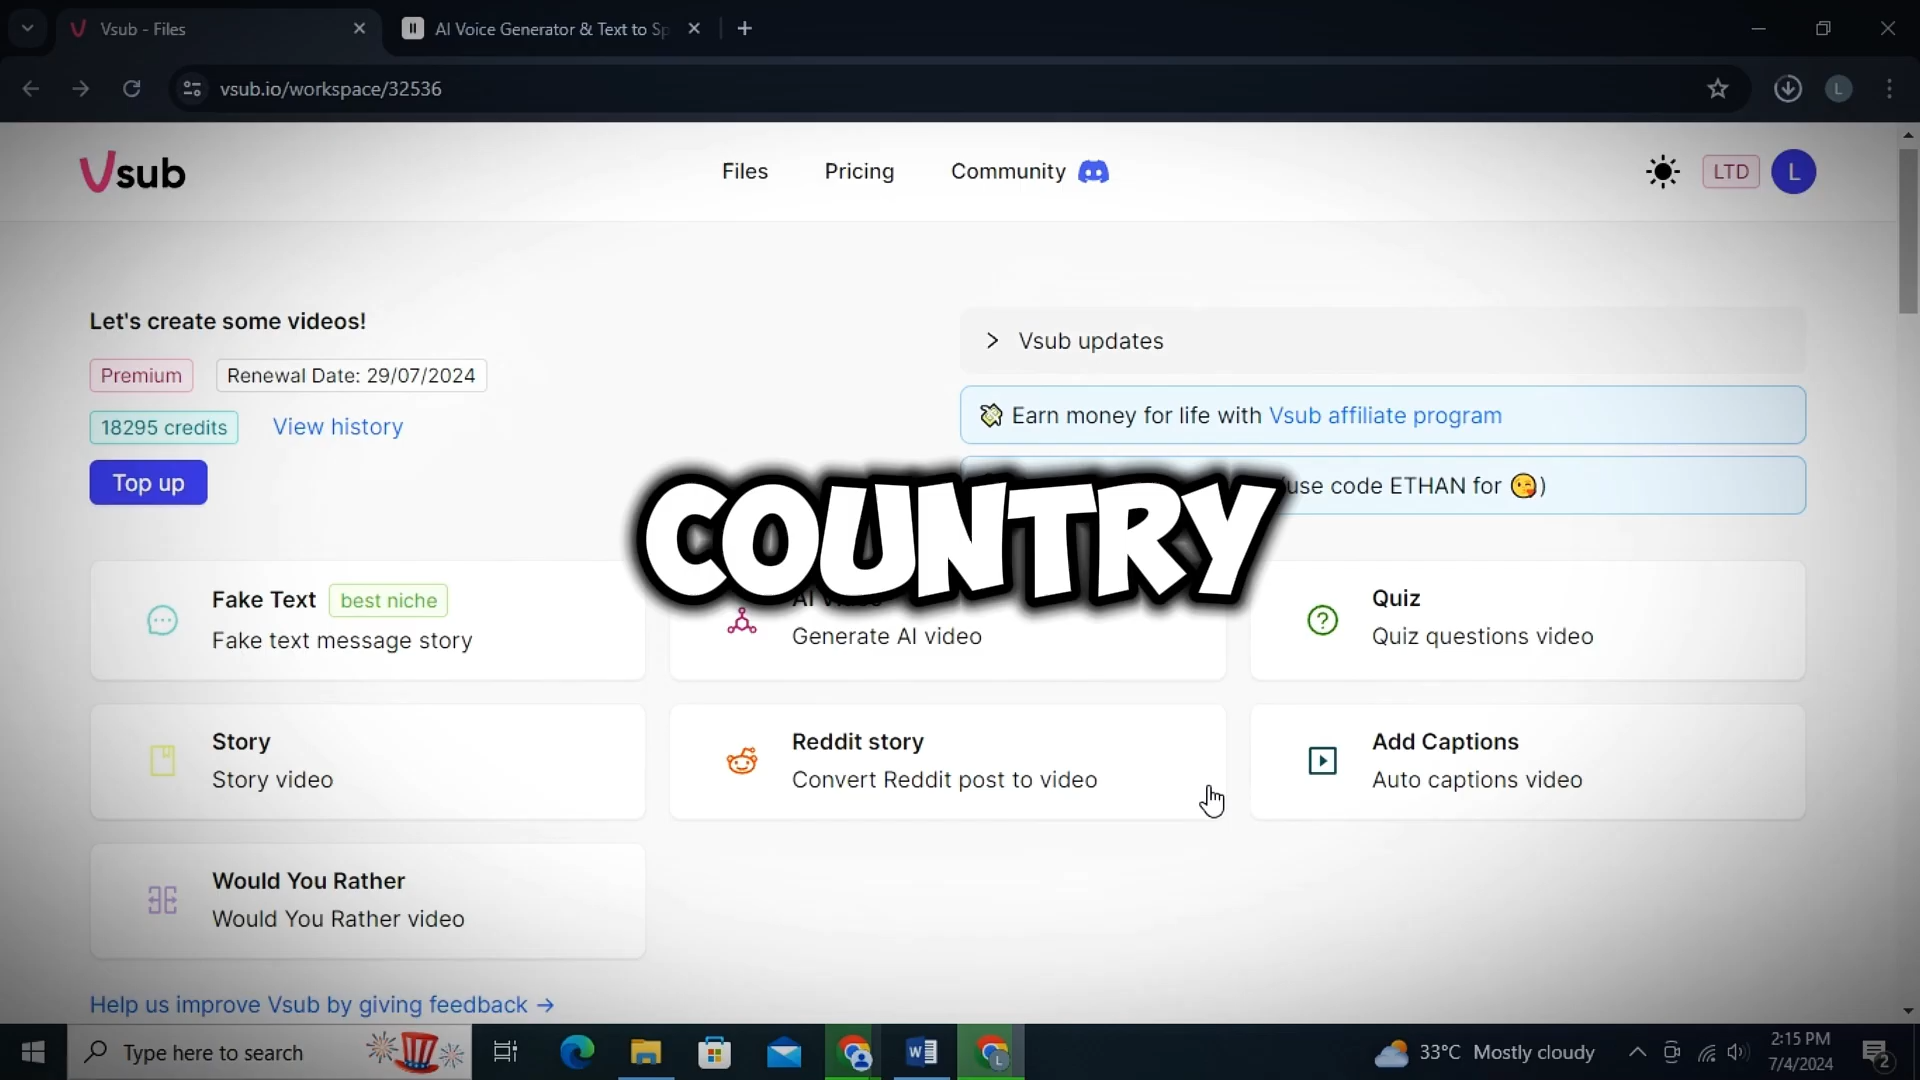 Vsub - Files
AI Voice Generator & Text to Sp
vsub.io/workspace/32536
L
Vsub
Files
Pricing
Community
LTD
L
Let's create some videos!
Premium
Renewal Date: 29/07/2024
18295 credits
View history
Top up
Vsub updates
Earn money for life with Vsub affiliate program
use code ETHAN for 😘)
COUNTRY
Fake Text
best niche
Fake text message story
AI Video
Generate AI video
Quiz
Quiz questions video
Story
Story video
Reddit story
Convert Reddit post to video
Add Captions
Auto captions video
Would You Rather
Would You Rather video
Help us improve Vsub by giving feedback →
Type here to search
33°C Mostly cloudy
2:15 PM
7/4/2024
2